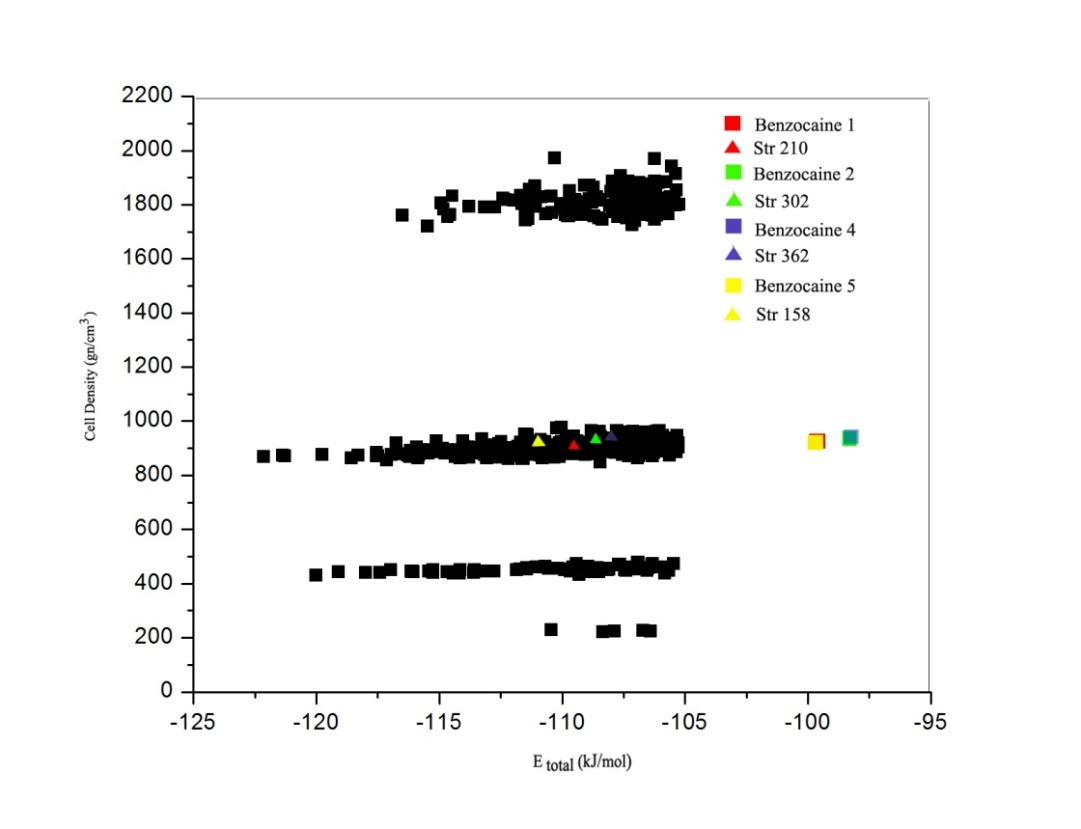 2200
2000
1800
1600
1400
1200
1000
800
600
400
200
0
Cell Density (gn/cm³)
Benzocaine 1
Str 210
Benzocaine 2
Str 302
Benzocaine 4
Str 362
Benzocaine 5
Str 158
-125 -120 -115 -110 -105 -100 -95
E total (kJ/mol)